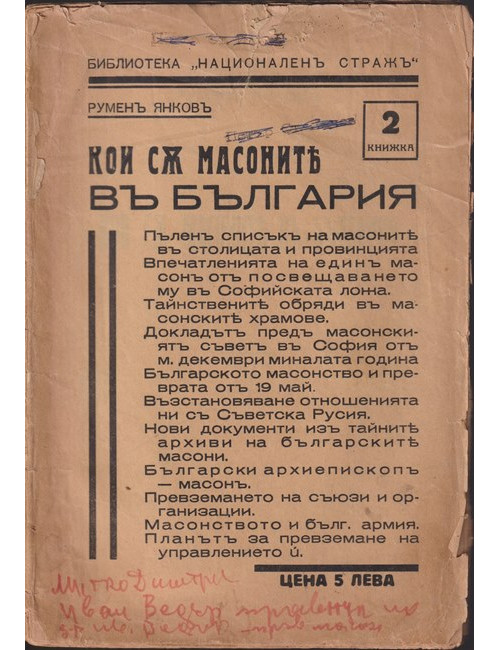 БИБЛИОТЕКА „НАЦИОНАЛЕНЪ СТРАЖЪ“
РУМЕНЪ ЯНКОВЪ
2
КНИЖКА
КОИ СѪ МАСОНИТѢ
ВЪ БЪЛГАРИЯ
Пъленъ списъкъ на масонитѣ
въ столицата и провинцията
Впечатленията на единъ ма-
сонъ отъ посвещаването
му въ Софийската ложа.
Тайнственитѣ обряди въ ма-
сонскитѣ храмове.
Докладътъ предъ масонски-
ятъ съветъ въ София отъ
м. декември миналата година
Българското масонство и пре-
врата отъ 19 май.
Възстановяване отношенията
ни съ Съветска Русия.
Нови документи изъ тайнитѣ
архиви на българскитѣ
масони.
Български архиепископъ
— масонъ.
Превземането на съюзи и ор-
ганизации.
Масонството и бълг. армия.
Планътъ за превземане на
управлението ѝ.
ЦЕНА 5 ЛЕВА